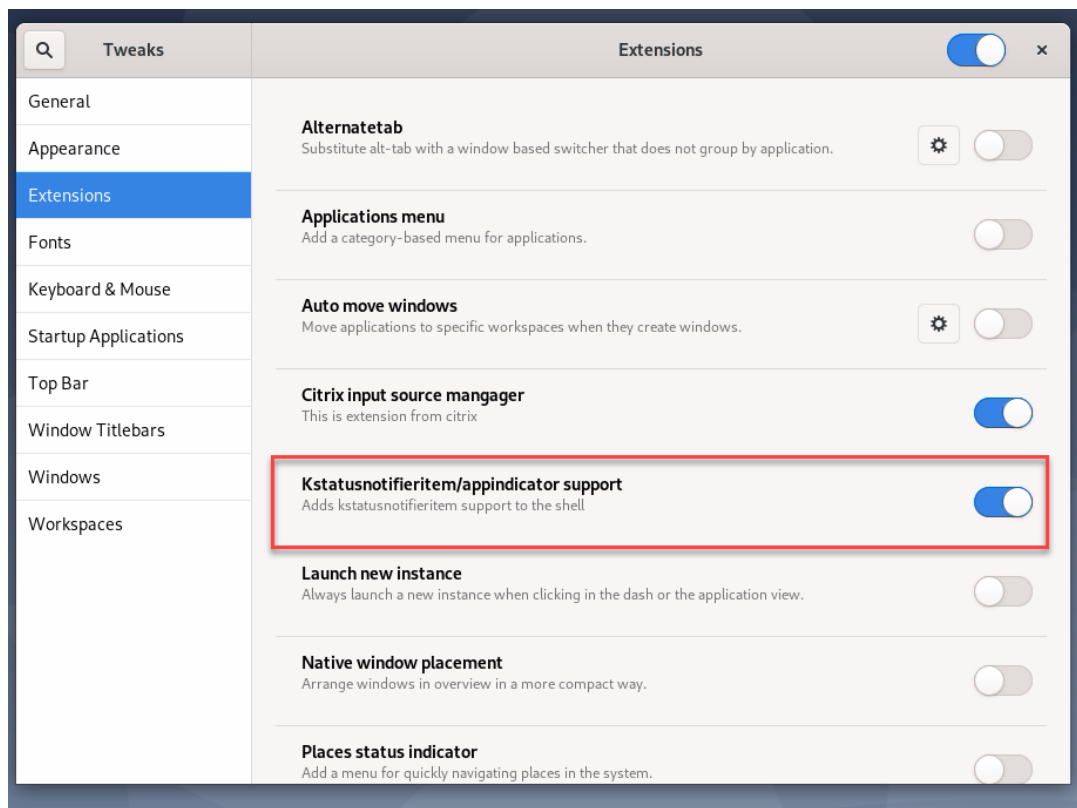 Tweaks
Extensions
General
Appearance
Extensions
Fonts
Keyboard & Mouse
Startup Applications
Top Bar
Window Titlebars
Windows
Workspaces
Alternatetab
Substitute alt-tab with a window based switcher that does not group by application.
Applications menu
Add a category-based menu for applications.
Auto move windows
Move applications to specific workspaces when they create windows.
Citrix input source mangager
This is extension from citrix
Kstatusnotifieritem/appindicator support
Adds kstatusnotifieritem support to the shell
Launch new instance
Always launch a new instance when clicking in the dash or the application view.
Native window placement
Arrange windows in overview in a more compact way.
Places status indicator
Add a menu for quickly navigating places in the system.